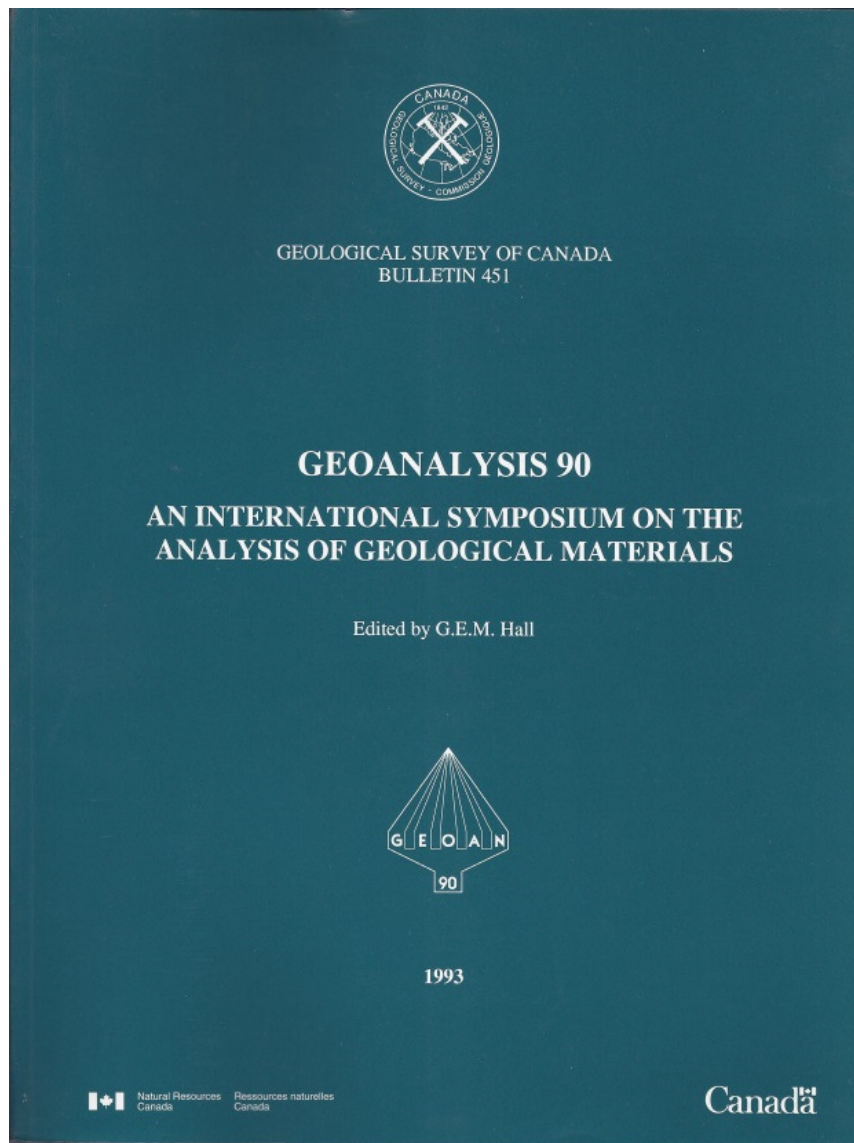 CANADA
1842
GEOLOGICAL SURVEY - COMMISSION GÉOLOGIQUE
GEOLOGICAL SURVEY OF CANADA
BULLETIN 451
GEOANALYSIS 90
AN INTERNATIONAL SYMPOSIUM ON THE
ANALYSIS OF GEOLOGICAL MATERIALS
Edited by G.E.M. Hall
GEOAN
90
1993
Natural Resources Ressources naturelles
Canada Canada
Canada